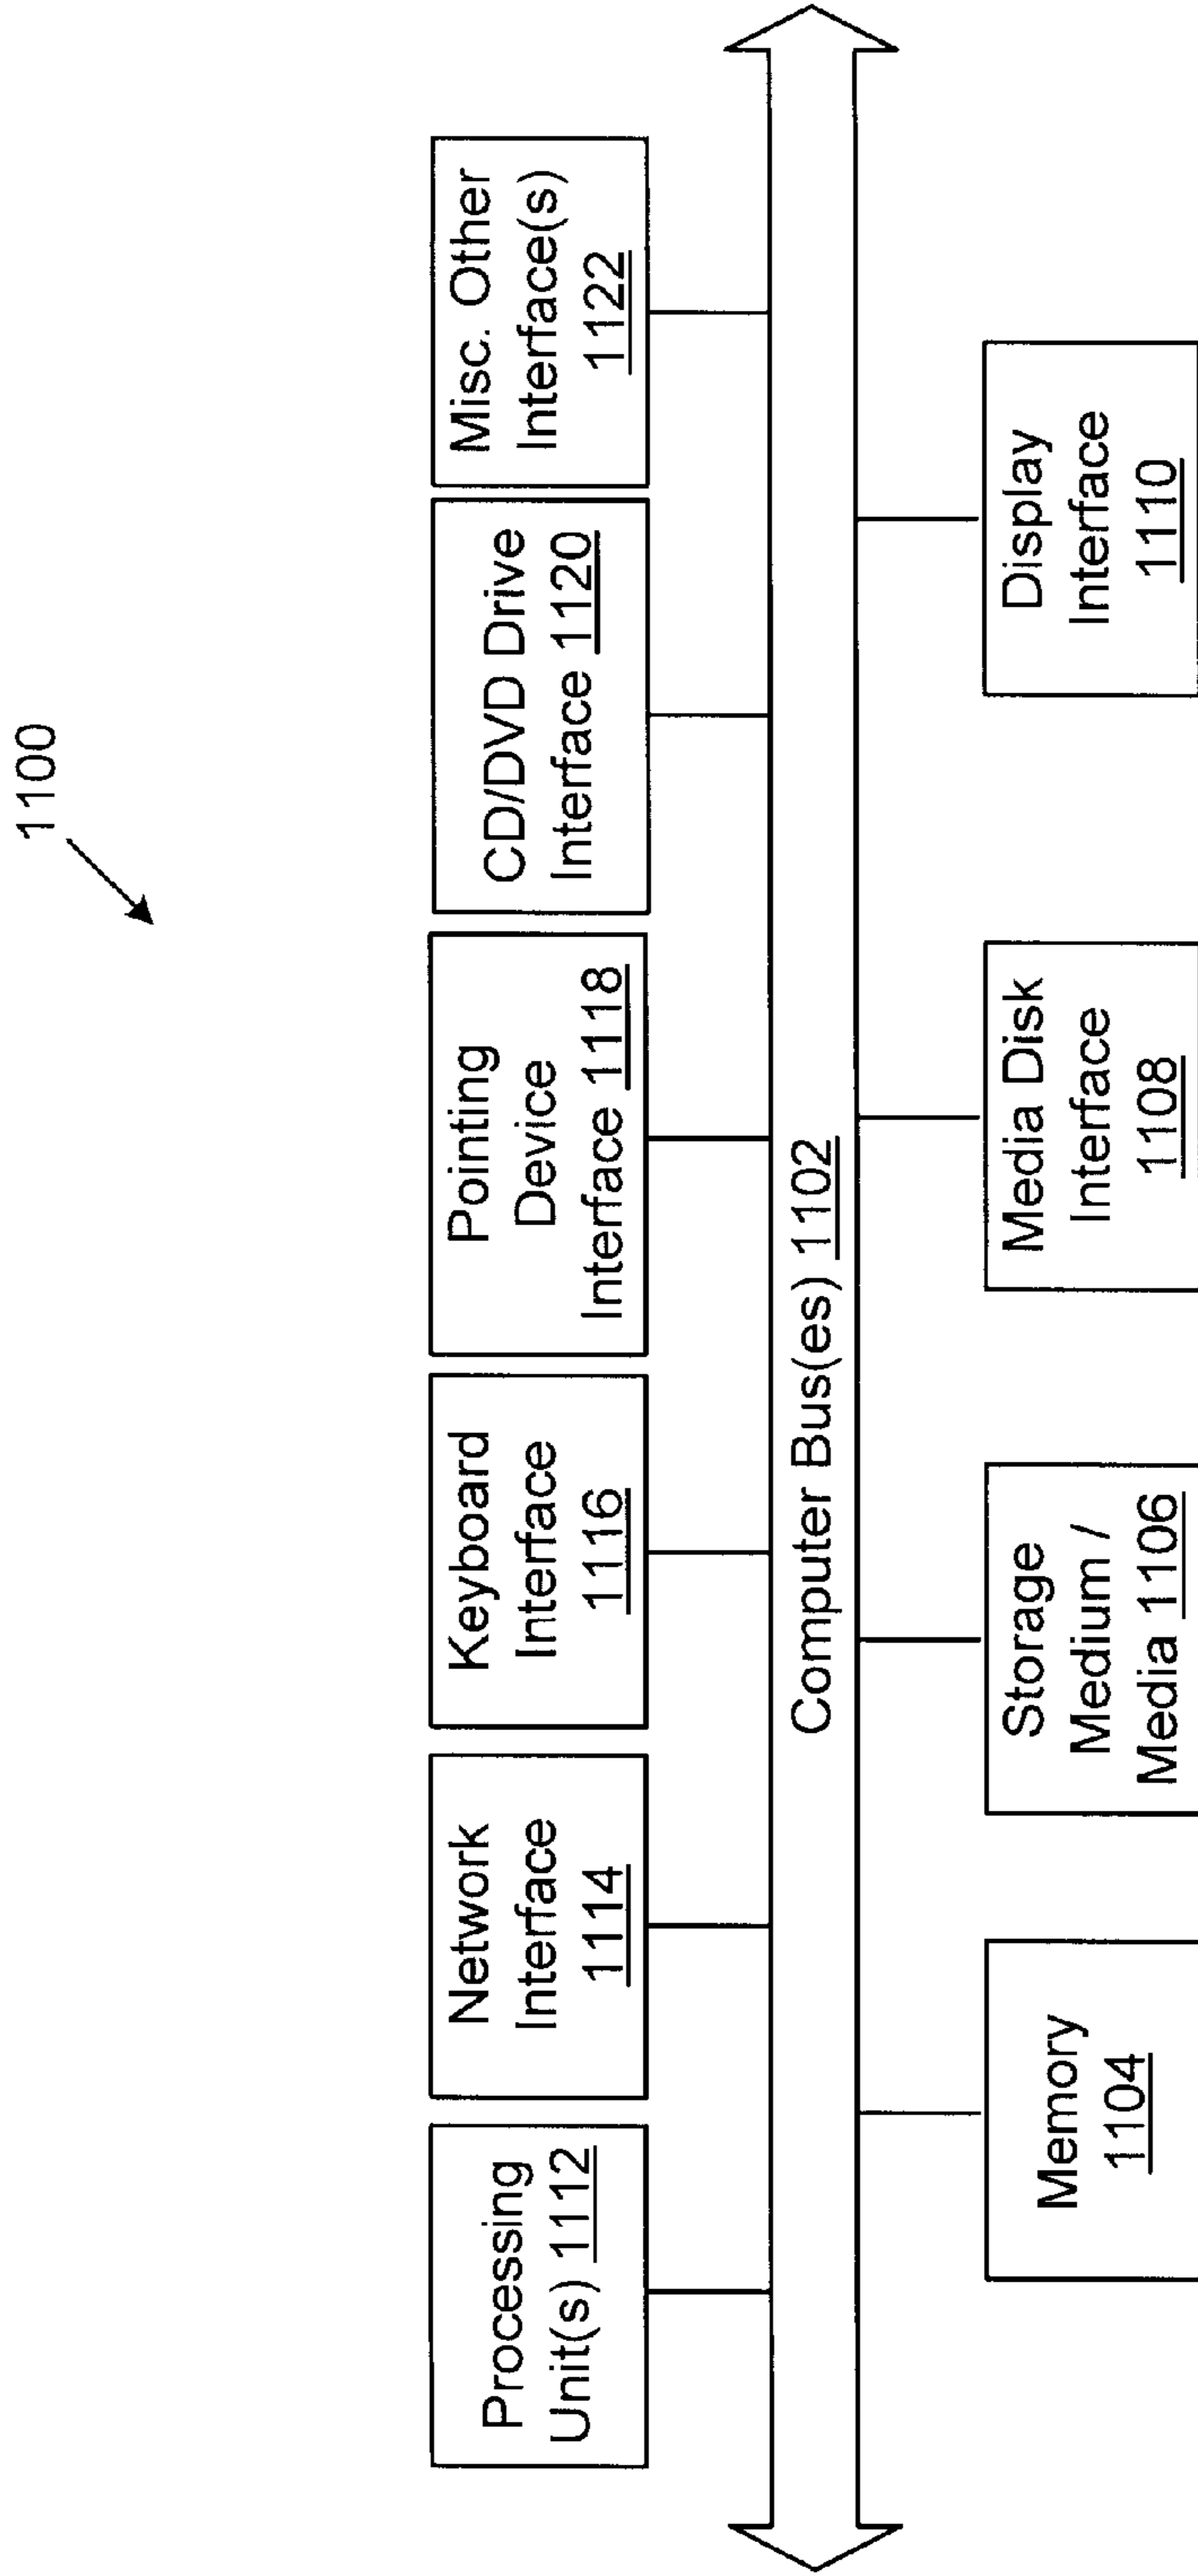 1100
Processing
Unit(s) 1112
Network
Interface
1114
Keyboard
Interface
1116
Pointing
Device
Interface 1118
CD/DVD Drive
Interface 1120
Misc. Other
Interface(s)
1122
Computer Bus(es) 1102
Memory
1104
Storage
Medium /
Media 1106
Media Disk
Interface
1108
Display
Interface
1110